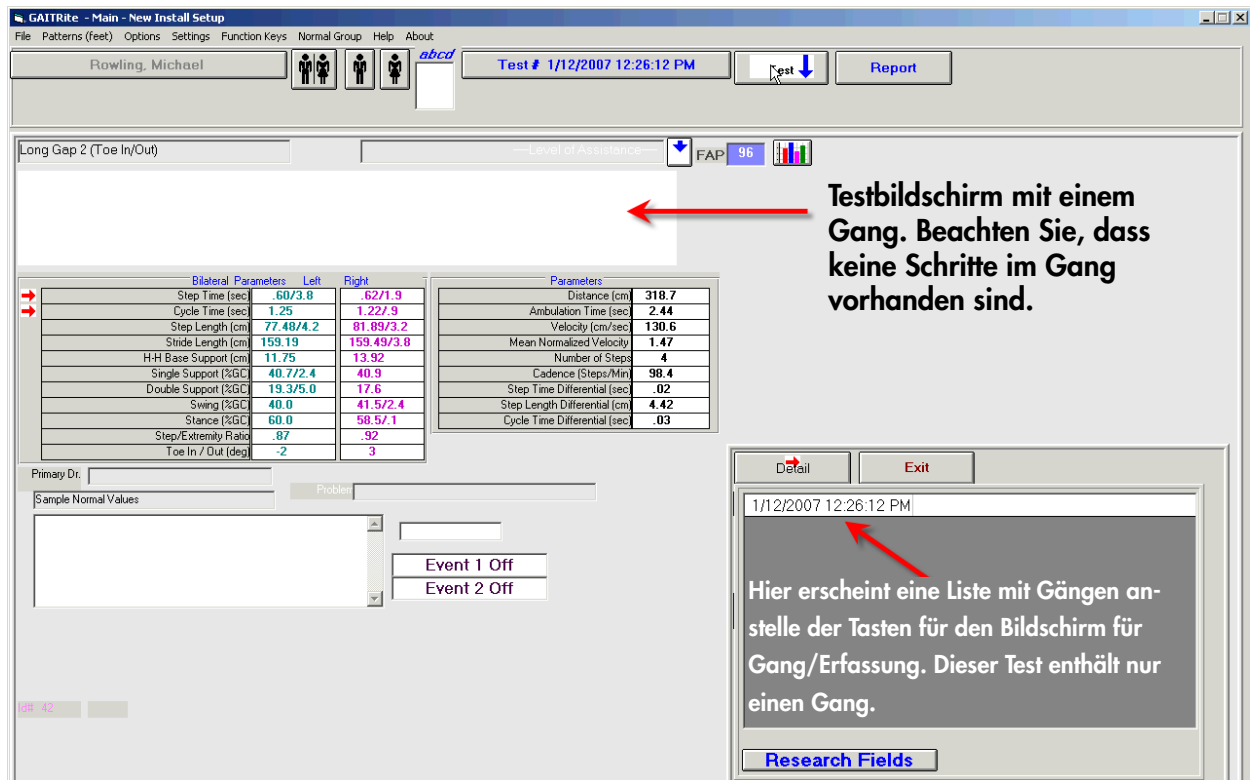 GAITRite - Main - New Install Setup
File Patterns (feet) Options Settings Function Keys Normal Group Help About
Rowling, Michael
abcd
Test # 1/12/2007 12:26:12 PM
Test
Report
Long Gap 2 (Toe In/Out)
---Level of Assistance---
FAP 96
Testbildschirm mit einem
Gang. Beachten Sie, dass
keine Schritte im Gang
vorhanden sind.
Bilateral Parameters Left Right
Step Time (sec) .60/3.8 .62/1.9
Cycle Time (sec) 1.25 1.22/.9
Step Length (cm) 77.48/4.2 81.89/3.2
Stride Length (cm) 159.19 159.49/3.8
H-H Base Support (cm) 11.75 13.92
Single Support (%GC) 40.7/2.4 40.9
Double Support (%GC) 19.3/5.0 17.6
Swing (%GC) 40.0 41.5/2.4
Stance (%GC) 60.0 58.5/.1
Step/Extremity Ratio .87 .92
Toe In / Out (deg) -2 3
Parameters
Distance (cm) 318.7
Ambulation Time (sec) 2.44
Velocity (cm/sec) 130.6
Mean Normalized Velocity 1.47
Number of Steps 4
Cadence (Steps/Min) 98.4
Step Time Differential (sec) .02
Step Length Differential (cm) 4.42
Cycle Time Differential (sec) .03
Primary Dr.
Problem
Sample Normal Values
Event 1 Off
Event 2 Off
Id# 42
Detail
Exit
1/12/2007 12:26:12 PM
Hier erscheint eine Liste mit Gängen an-
stelle der Tasten für den Bildschirm für
Gang/Erfassung. Dieser Test enthält nur
einen Gang.
Research Fields